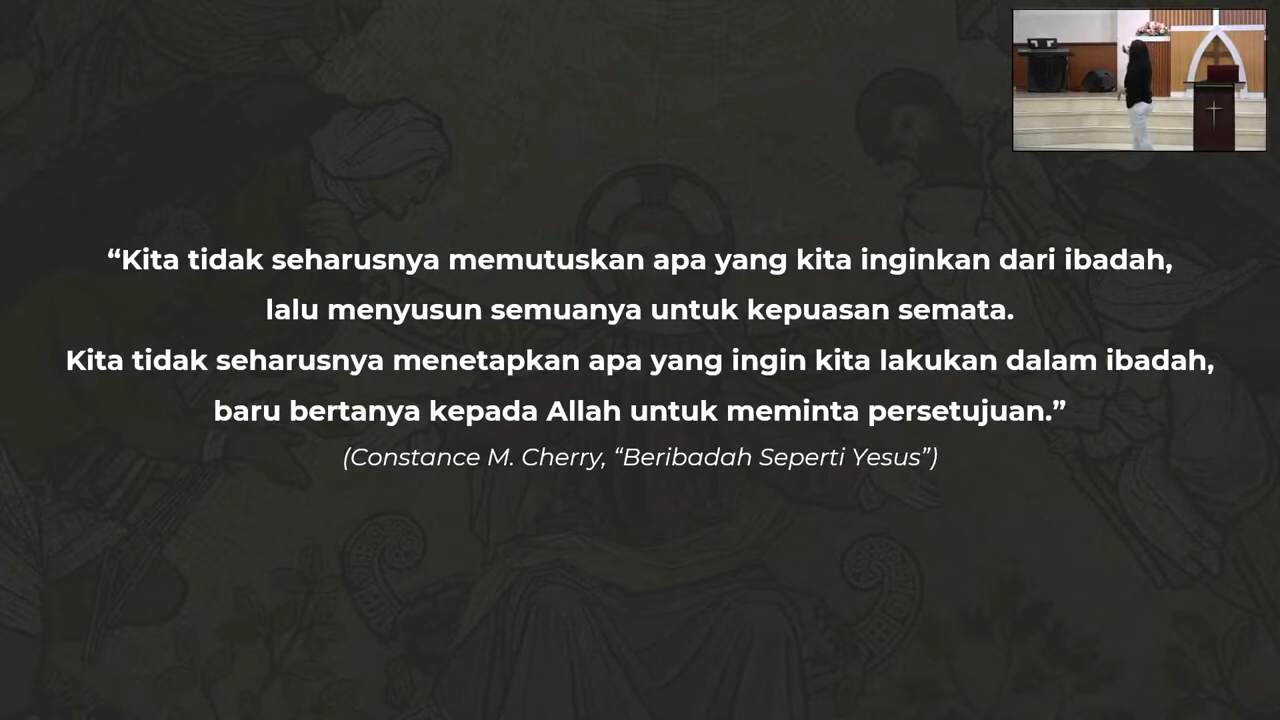 “Kita tidak seharusnya memutuskan apa yang kita inginkan dari ibadah,
lalu menyusun semuanya untuk kepuasan semata.
Kita tidak seharusnya menetapkan apa yang ingin kita lakukan dalam ibadah,
baru bertanya kepada Allah untuk meminta persetujuan.”
(Constance M. Cherry, “Beribadah Seperti Yesus”)